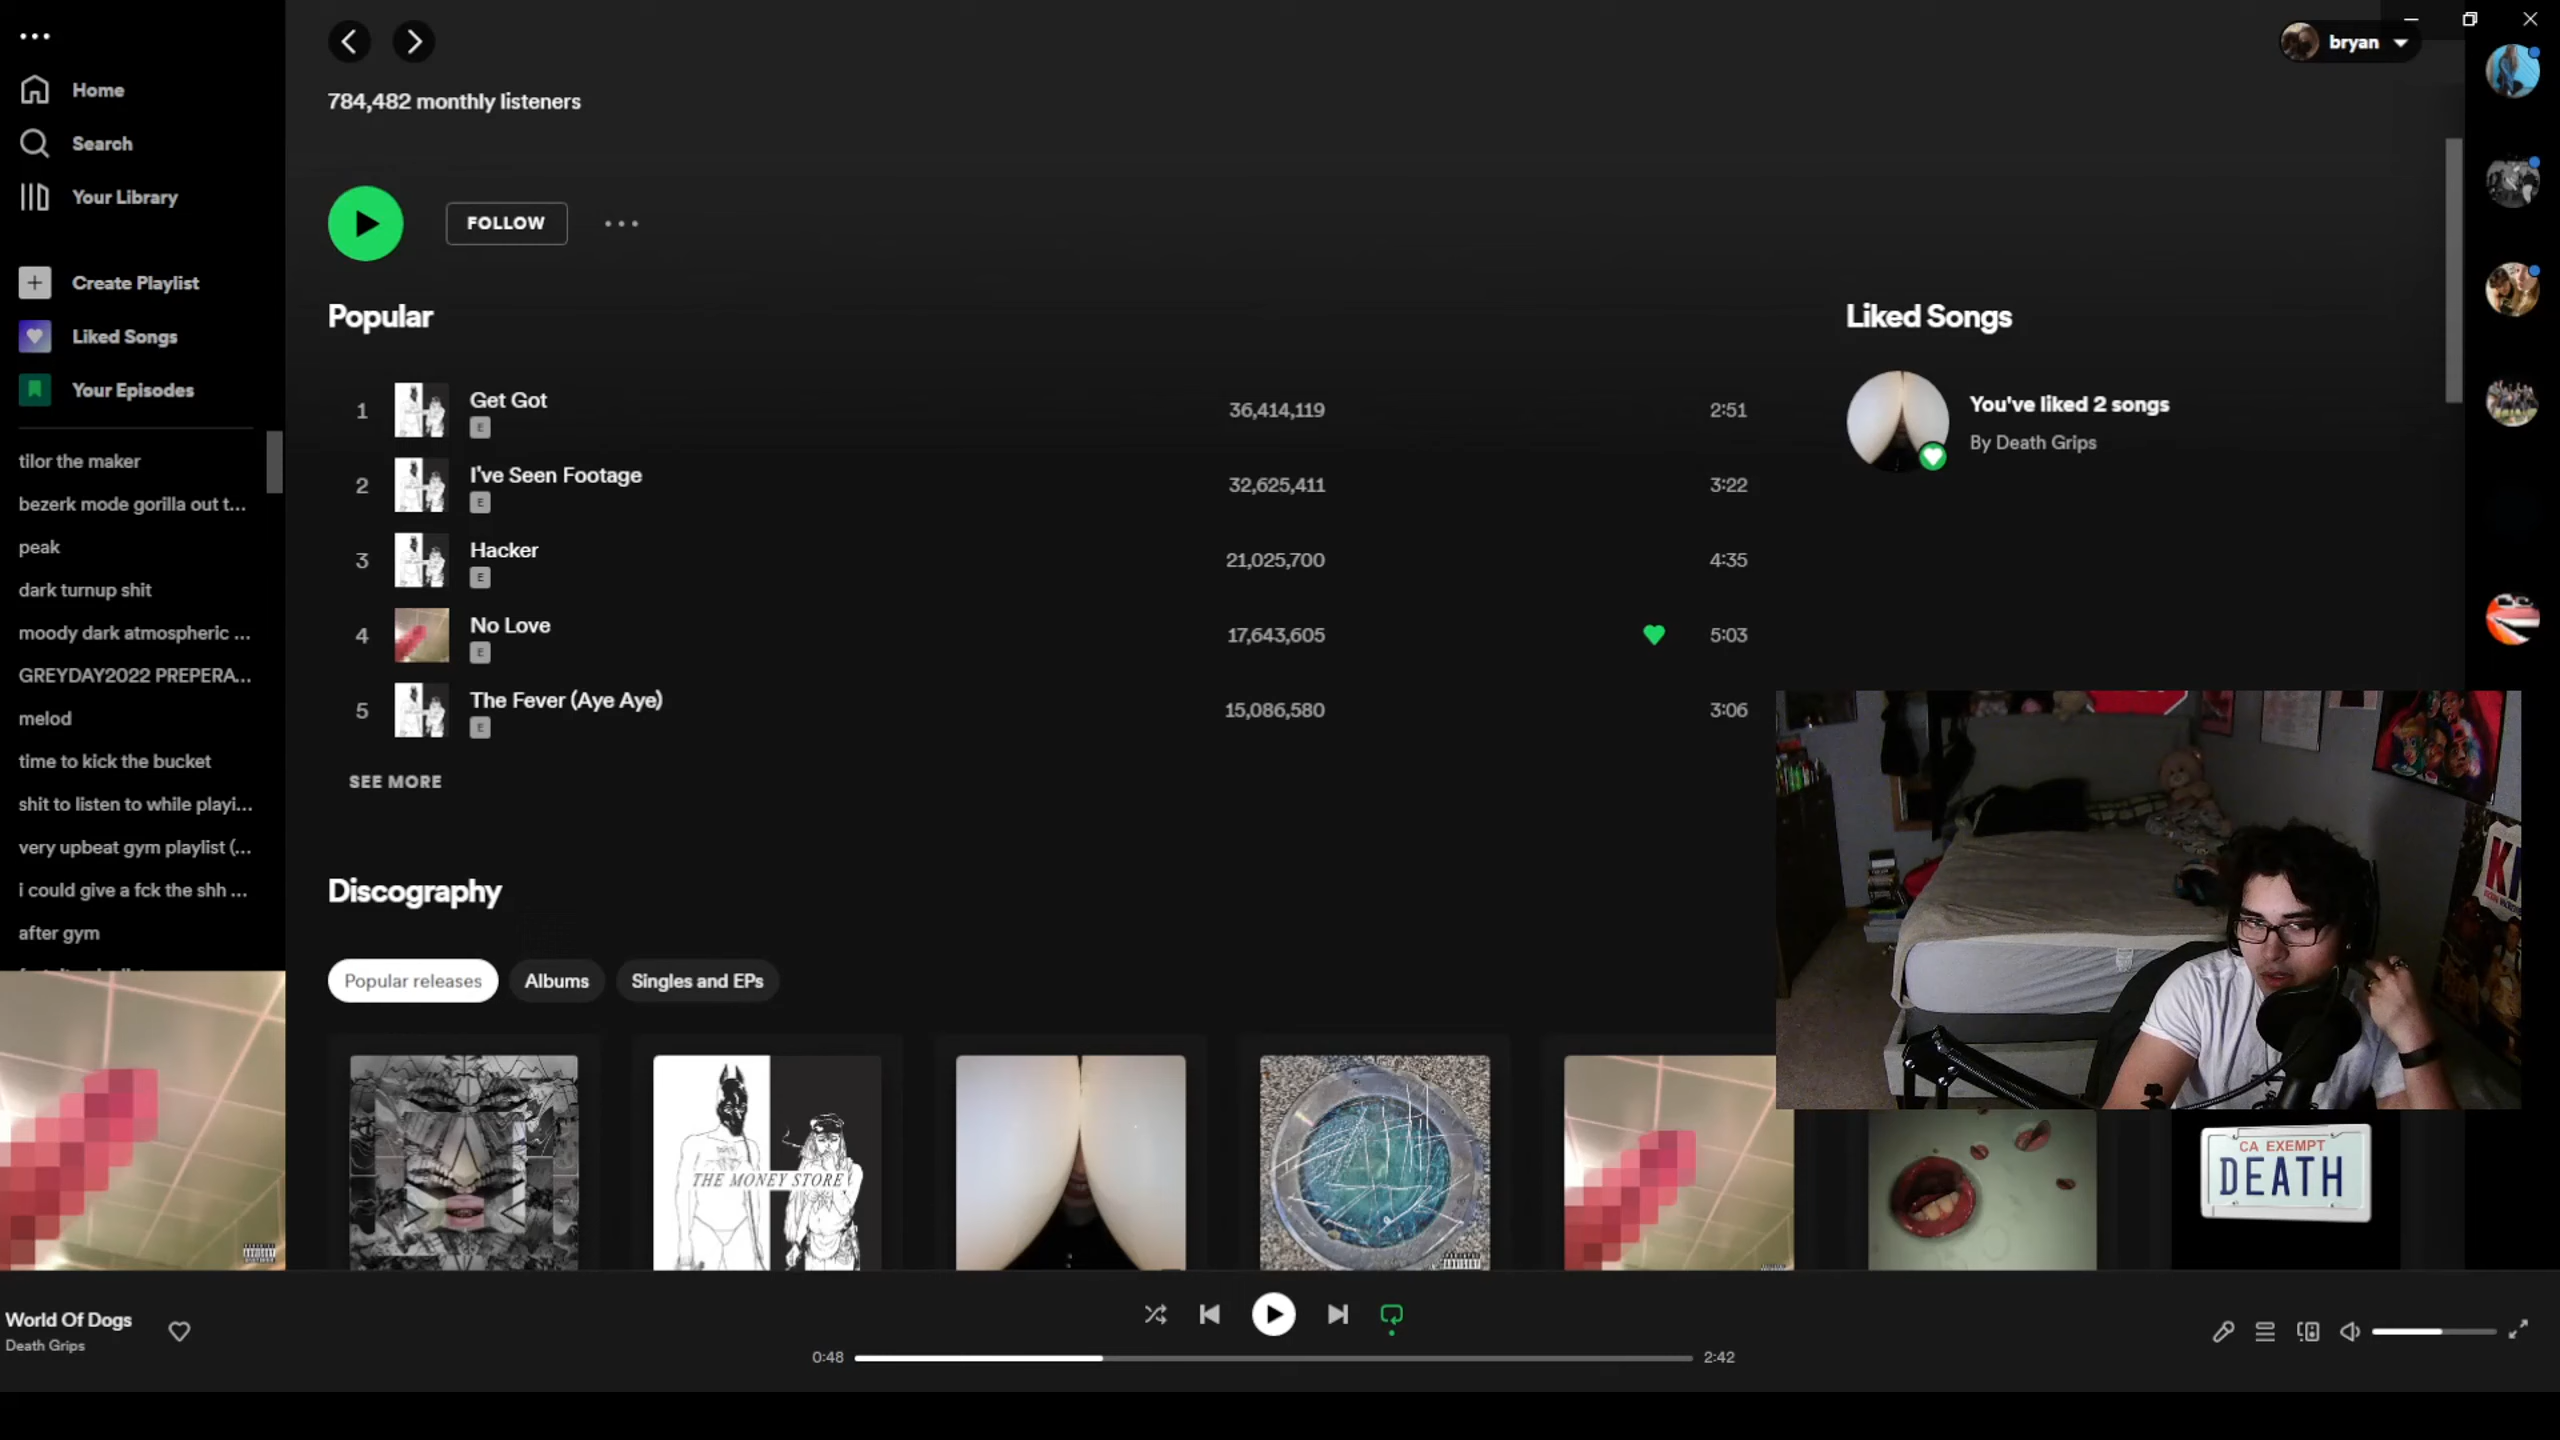 bryan
Home
784,482 monthly listeners
Search
Your Library
FOLLOW
Create Playlist
Popular
Liked Songs
Liked Songs
Your Episodes
You've liked 2 songs
By Death Grips
1 Get Got 36,414,119 2:51
E
2 I've Seen Footage 32,625,411 3:22
E
3 Hacker 21,025,700 4:35
E
4 No Love 17,643,605 5:03
E
5 The Fever (Aye Aye) 15,086,580 3:06
E
SEE MORE
tilor the maker
bezerk mode gorilla out t...
peak
dark turnup shit
moody dark atmospheric ...
GREYDAY2022 PREPERA...
melod
time to kick the bucket
shit to listen to while playi...
very upbeat gym playlist (...
i could give a fck the shh ...
after gym
Discography
Popular releases
Albums
Singles and EPs
THE MONEY STORE
CA EXEMPT
DEATH
World Of Dogs
Death Grips
0:48
2:42